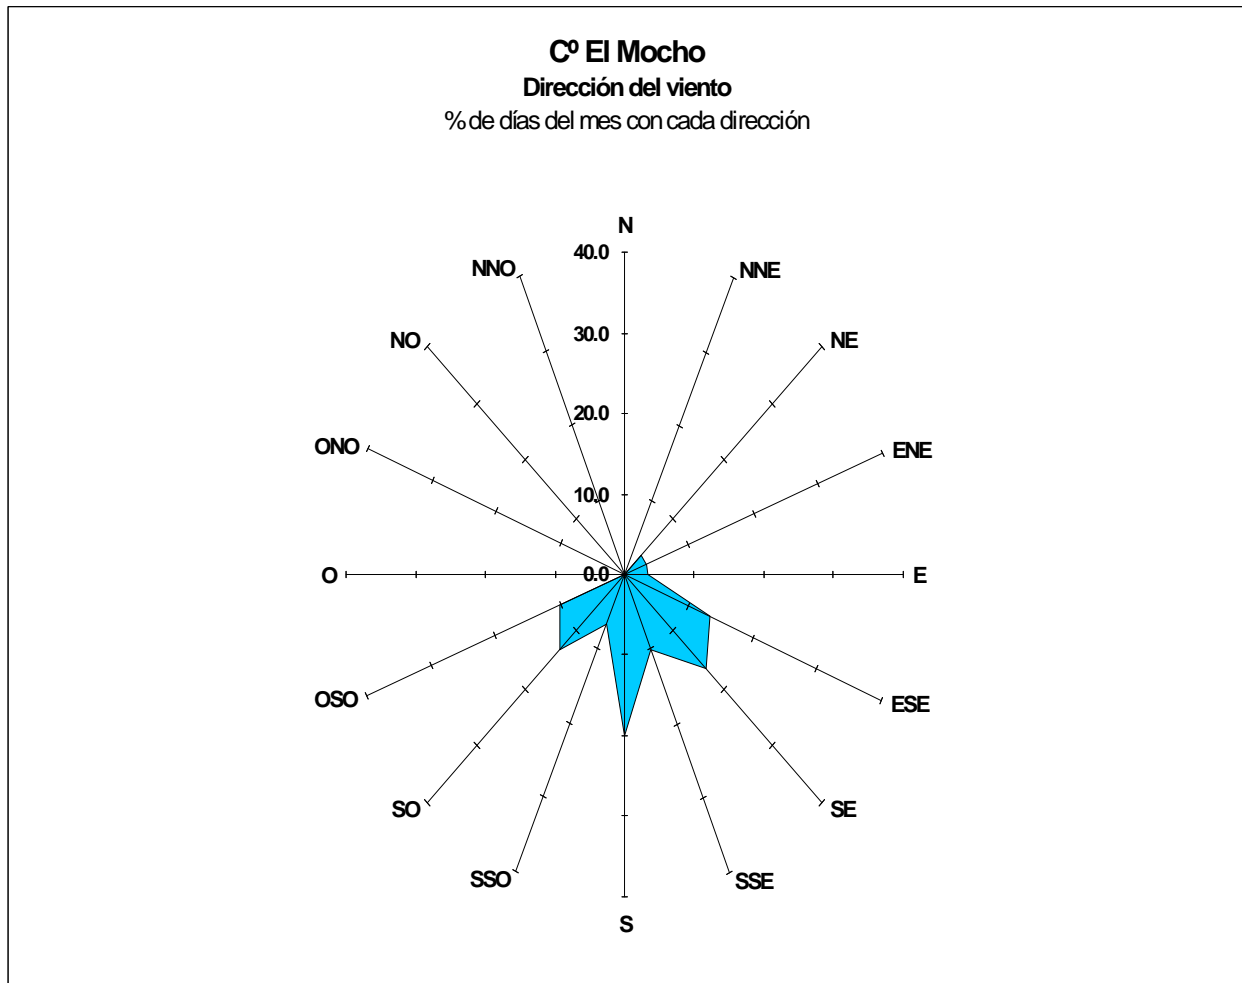 Cº El Mocho
Dirección del viento
% de días del mes con cada dirección
N
40.0
NNO
NNE
30.0
NO
NE
20.0
ONO
ENE
10.0
O
0.0
E
OSO
ESE
SO
SE
SSO
SSE
S